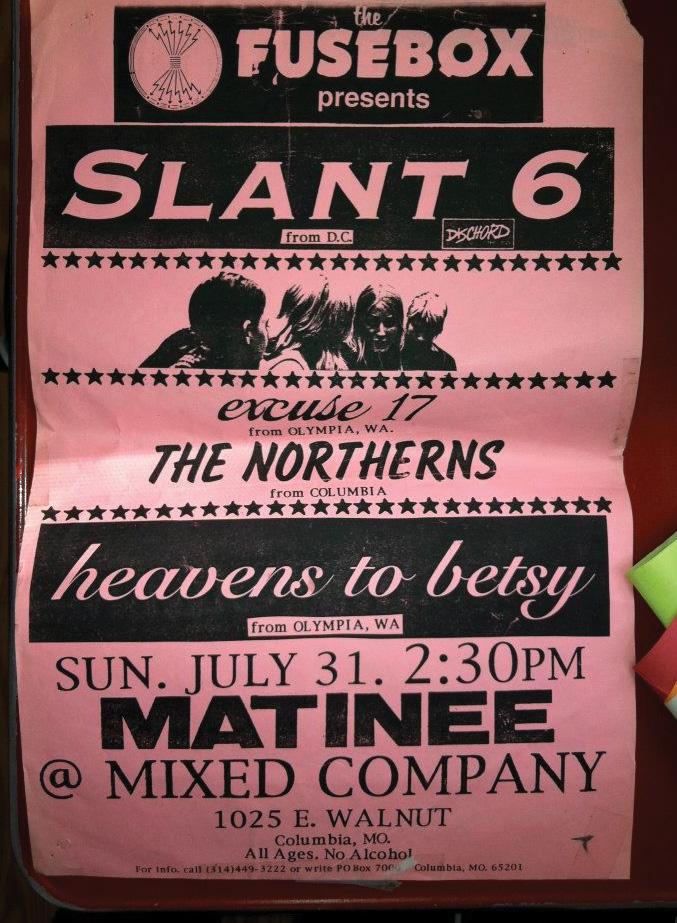 the
FUSEBOX
presents
SLANT 6
from D.C.
DISCHORD
excuse 17
from OLYMPIA, WA.
THE NORTHERNS
from COLUMBIA
heavens to betsy
from OLYMPIA, WA
SUN. JULY 31. 2:30PM
MATINEE
@ MIXED COMPANY
1025 E. WALNUT
Columbia, MO.
All Ages. No Alcohol
For info. call (314)449-3222 or write PO Box Columbia, MO. 65201